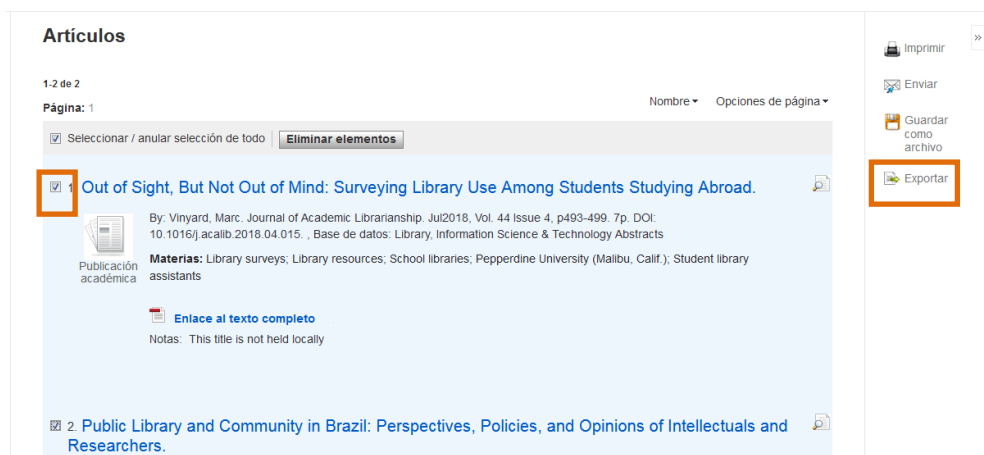 Artículos
1-2 de 2
Página: 1
Nombre Opciones de página
Seleccionar / anular selección de todo Eliminar elementos
1. Out of Sight, But Not Out of Mind: Surveying Library Use Among Students Studying Abroad.
By: Vinyard, Marc. Journal of Academic Librarianship. Jul2018, Vol. 44 Issue 4, p493-499. 7p. DOI:
10.1016/j.acalib.2018.04.015. , Base de datos: Library, Information Science & Technology Abstracts
Publicación
académica
Materias: Library surveys; Library resources; School libraries; Pepperdine University (Malibu, Calif.); Student library
assistants
Enlace al texto completo
Notas: This title is not held locally
2. Public Library and Community in Brazil: Perspectives, Policies, and Opinions of Intellectuals and
Researchers.
»
Imprimir
Enviar
Guardar
como
archivo
Exportar